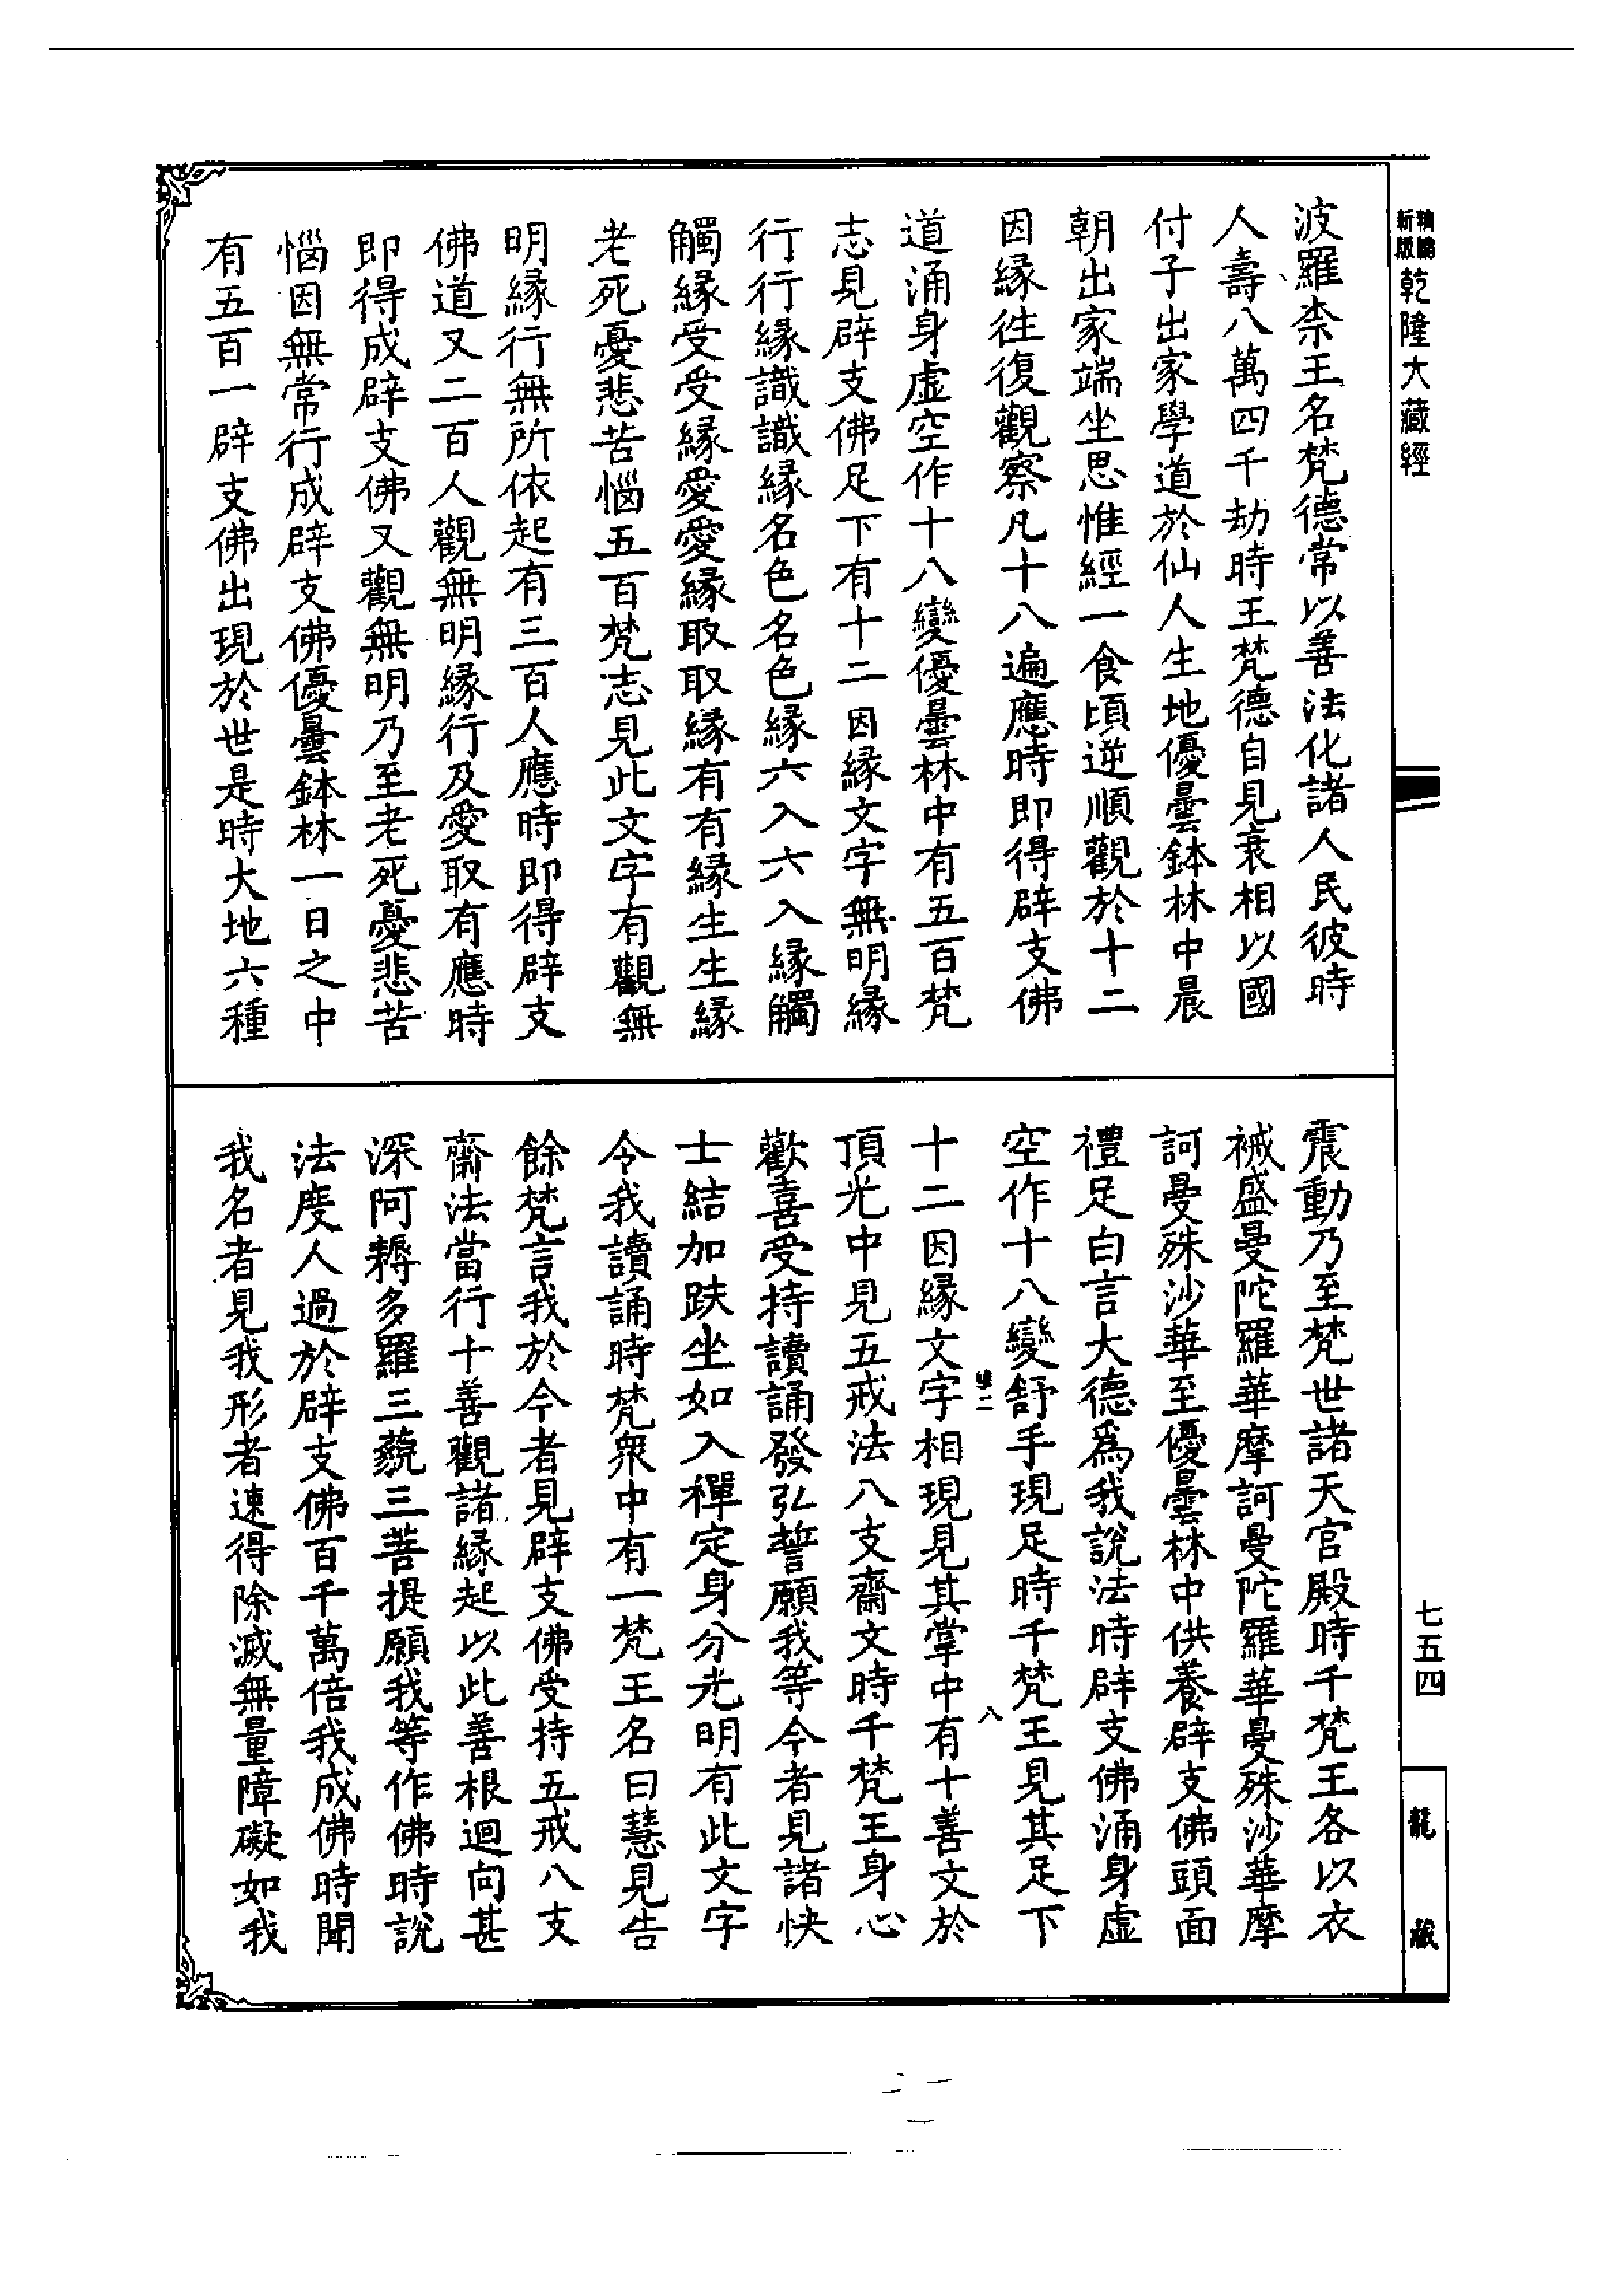 精編
新版
乾隆大藏經
波羅柰王名梵德常以善法化諸人民彼時
人壽八萬四千劫時王梵德自見衰相以國
付子出家學道於仙人生地優曇鉢林中晨
朝出家端坐思惟經一食頃逆順觀於十二
因緣往復觀察凡十八遍應時即得辟支佛
道涌身虛空作十八變優曇林中有五百梵
志見辟支佛足下有十二因緣文字無明緣
行行緣識識緣名色名色緣六入六入緣觸
觸緣受受緣愛愛緣取取緣有有緣生生緣
老死憂悲苦惱五百梵志見此文字有觀無
明緣行無所依起有三百人應時即得辟支
佛道又二百人觀無明緣行及愛取有應時
即得成辟支佛又觀無明乃至老死憂悲苦
惱因無常行成辟支佛優曇鉢林一日之中
有五百一辟支佛出現於世是時大地六種
震動乃至梵世諸天宮殿時千梵王各以衣
裓盛曼陀羅華摩訶曼陀羅華曼殊沙華摩
訶曼殊沙華至優曇林中供養辟支佛頭面
禮足白言大德爲我說法時辟支佛涌身虛
空作十八變舒手現足時千梵王見其足下
雙二
八
十二因緣文字相現見其掌中有十善文於
頂光中見五戒法八支齋文時千梵王身心
歡喜受持讀誦發弘誓願我等今者見諸快
士結加趺坐如入禪定身分光明有此文字
令我讀誦時梵衆中有一梵王名曰慧見告
餘梵言我於今者見辟支佛受持五戒八支
齋法當行十善觀諸緣起以此善根迴向甚
深阿耨多羅三藐三菩提願我等作佛時說
法度人過於辟支佛百千萬倍我成佛時聞
我名者見我形者速得除滅無量障礙如我
七五四
龍藏